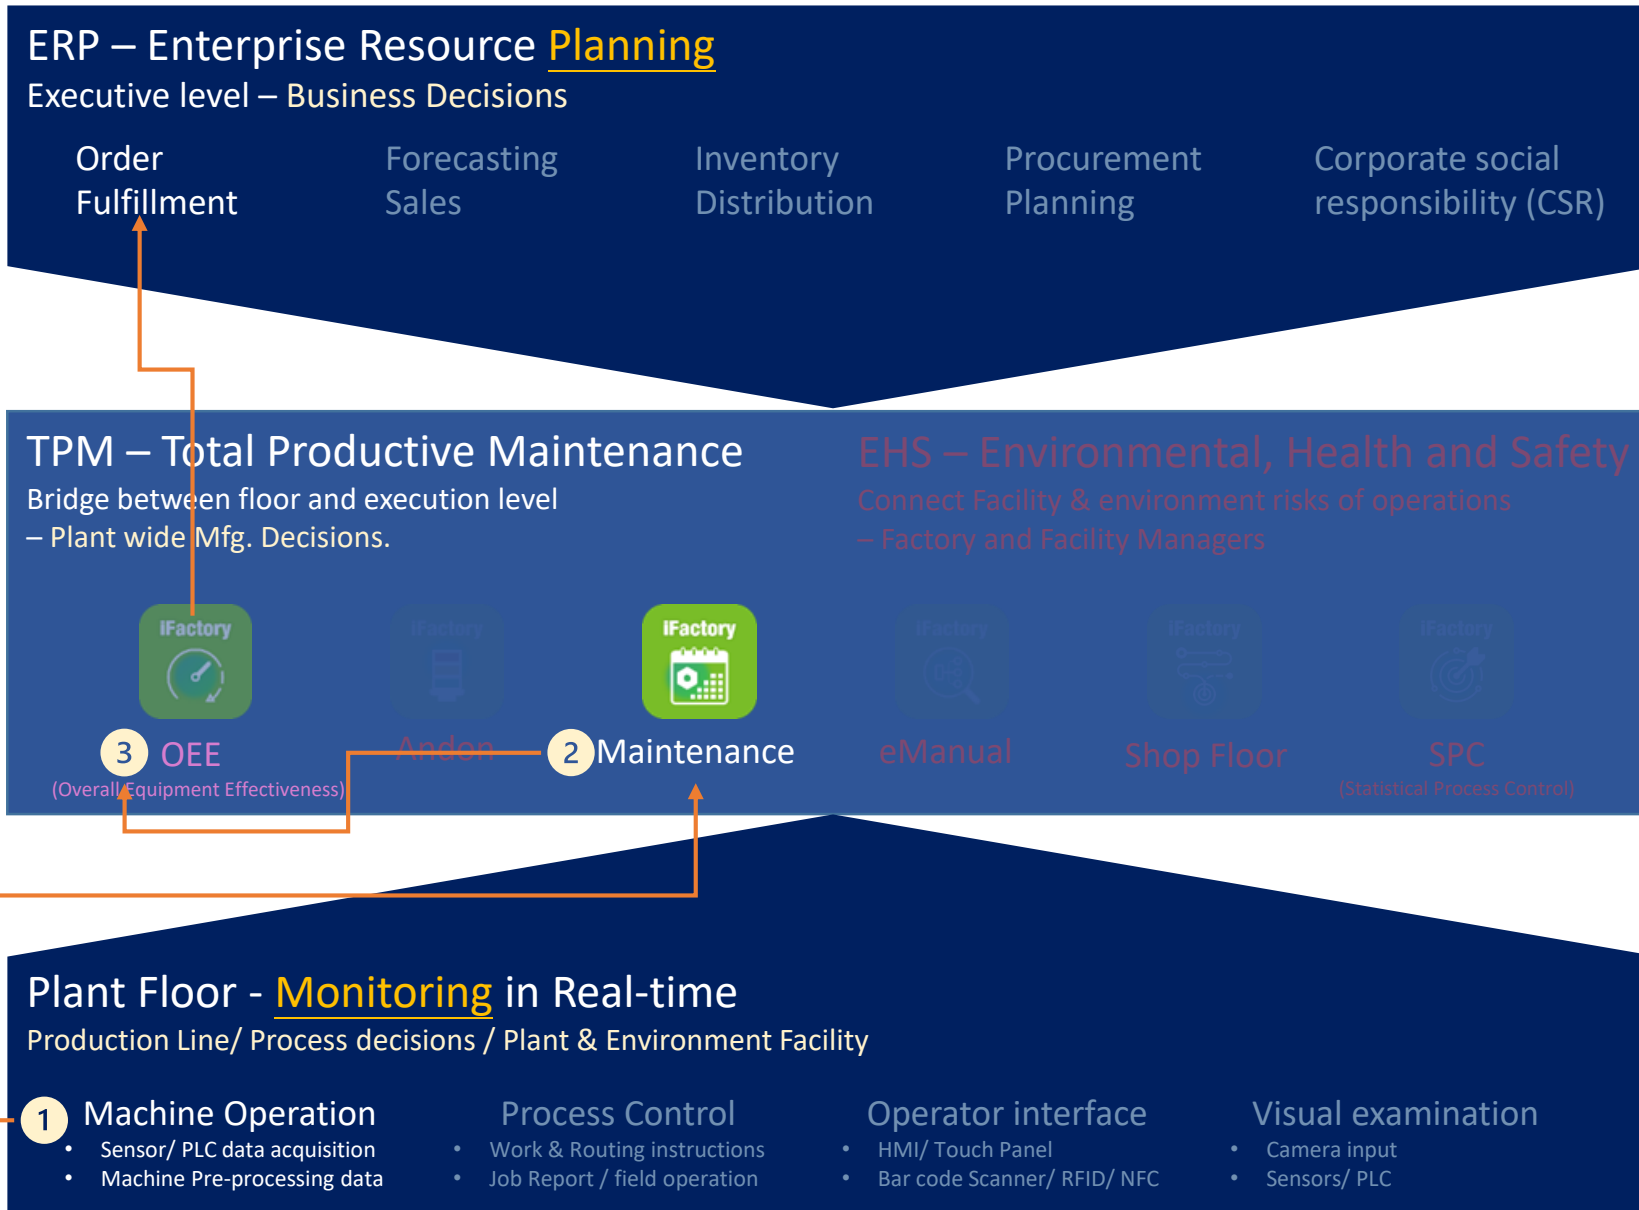 ERP – Enterprise Resource Planning
Executive level – Business Decisions
Order
Fulfillment
Forecasting
Sales
Inventory
Distribution
Procurement
Planning
Corporate social
responsibility (CSR)
TPM – Total Productive Maintenance
Bridge between floor and execution level
– Plant wide Mfg. Decisions.
EHS – Environmental, Health and Safety
Connect Facility & environment risks of operations
– Factory and Facility Managers
iFactory
iFactory
iFactory
iFactory
iFactory
iFactory
3 OEE
(Overall Equipment Effectiveness)
Andon
2 Maintenance
eManual
Shop Floor
SPC
(Statistical Process Control)
Plant Floor - Monitoring in Real-time
Production Line/ Process decisions / Plant & Environment Facility
1 Machine Operation
• Sensor/ PLC data acquisition
• Machine Pre-processing data
Process Control
• Work & Routing instructions
• Job Report / field operation
Operator interface
• HMI/ Touch Panel
• Bar code Scanner/ RFID/ NFC
Visual examination
• Camera input
• Sensors/ PLC